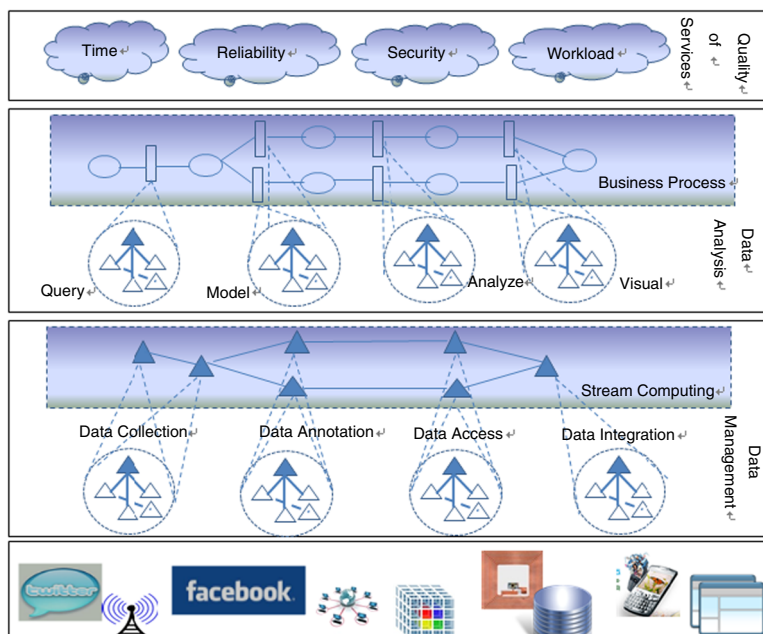 Time
Reliability
Security
Workload
Quality
of
Services
Business Process
Data
Analysis
Query
Model
Analyze
Visual
Stream Computing
Data Collection
Data Annotation
Data Access
Data Integration
Data
Management
twitter
facebook.